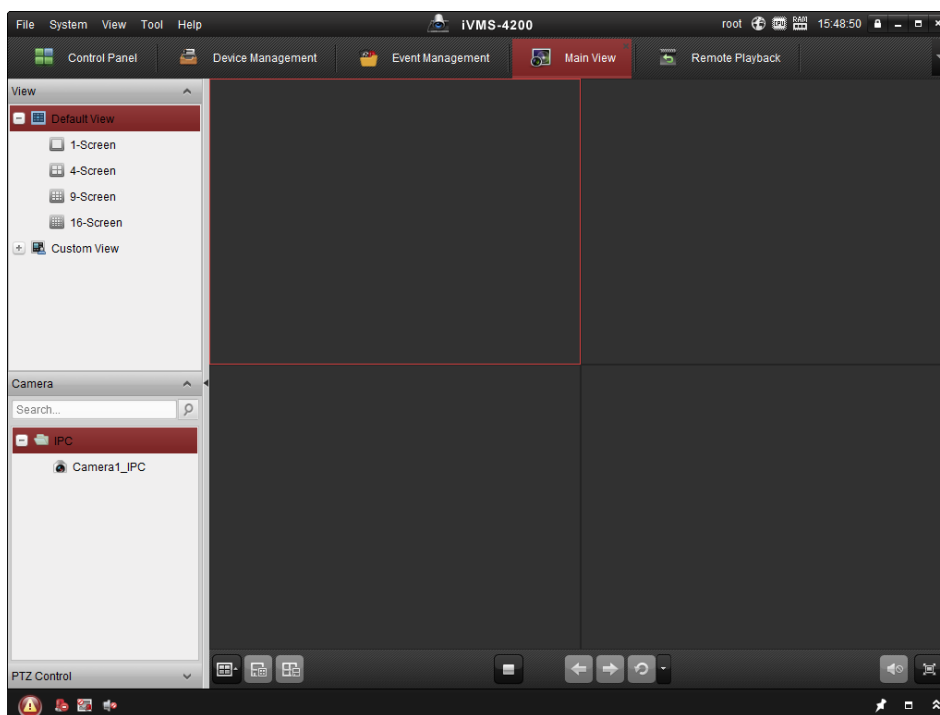 File System View Tool Help iVMS-4200 root CPU RAM 15:48:50
Control Panel Device Management Event Management Main View Remote Playback
View
Default View
1-Screen
4-Screen
9-Screen
16-Screen
Custom View
Camera
Search...
IPC
Camera1_IPC
PTZ Control